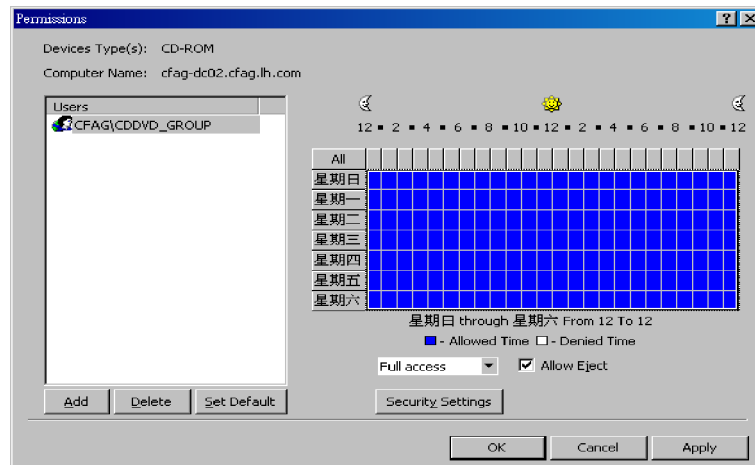 Permissions
Devices Type(s): CD-ROM
Computer Name: cfag-dc02.cfag.lh.com
Users
CFAG\CDDVD_GROUP
12 ▪ 2 ▪ 4 ▪ 6 ▪ 8 ▪ 10 ▪ 12 ▪ 2 ▪ 4 ▪ 6 ▪ 8 ▪ 10 ▪ 12
All
星期日
星期一
星期二
星期三
星期四
星期五
星期六
星期日 through 星期六 From 12 To 12
- Allowed Time - Denied Time
Full access Allow Eject
Add Delete Set Default Security Settings
OK Cancel Apply